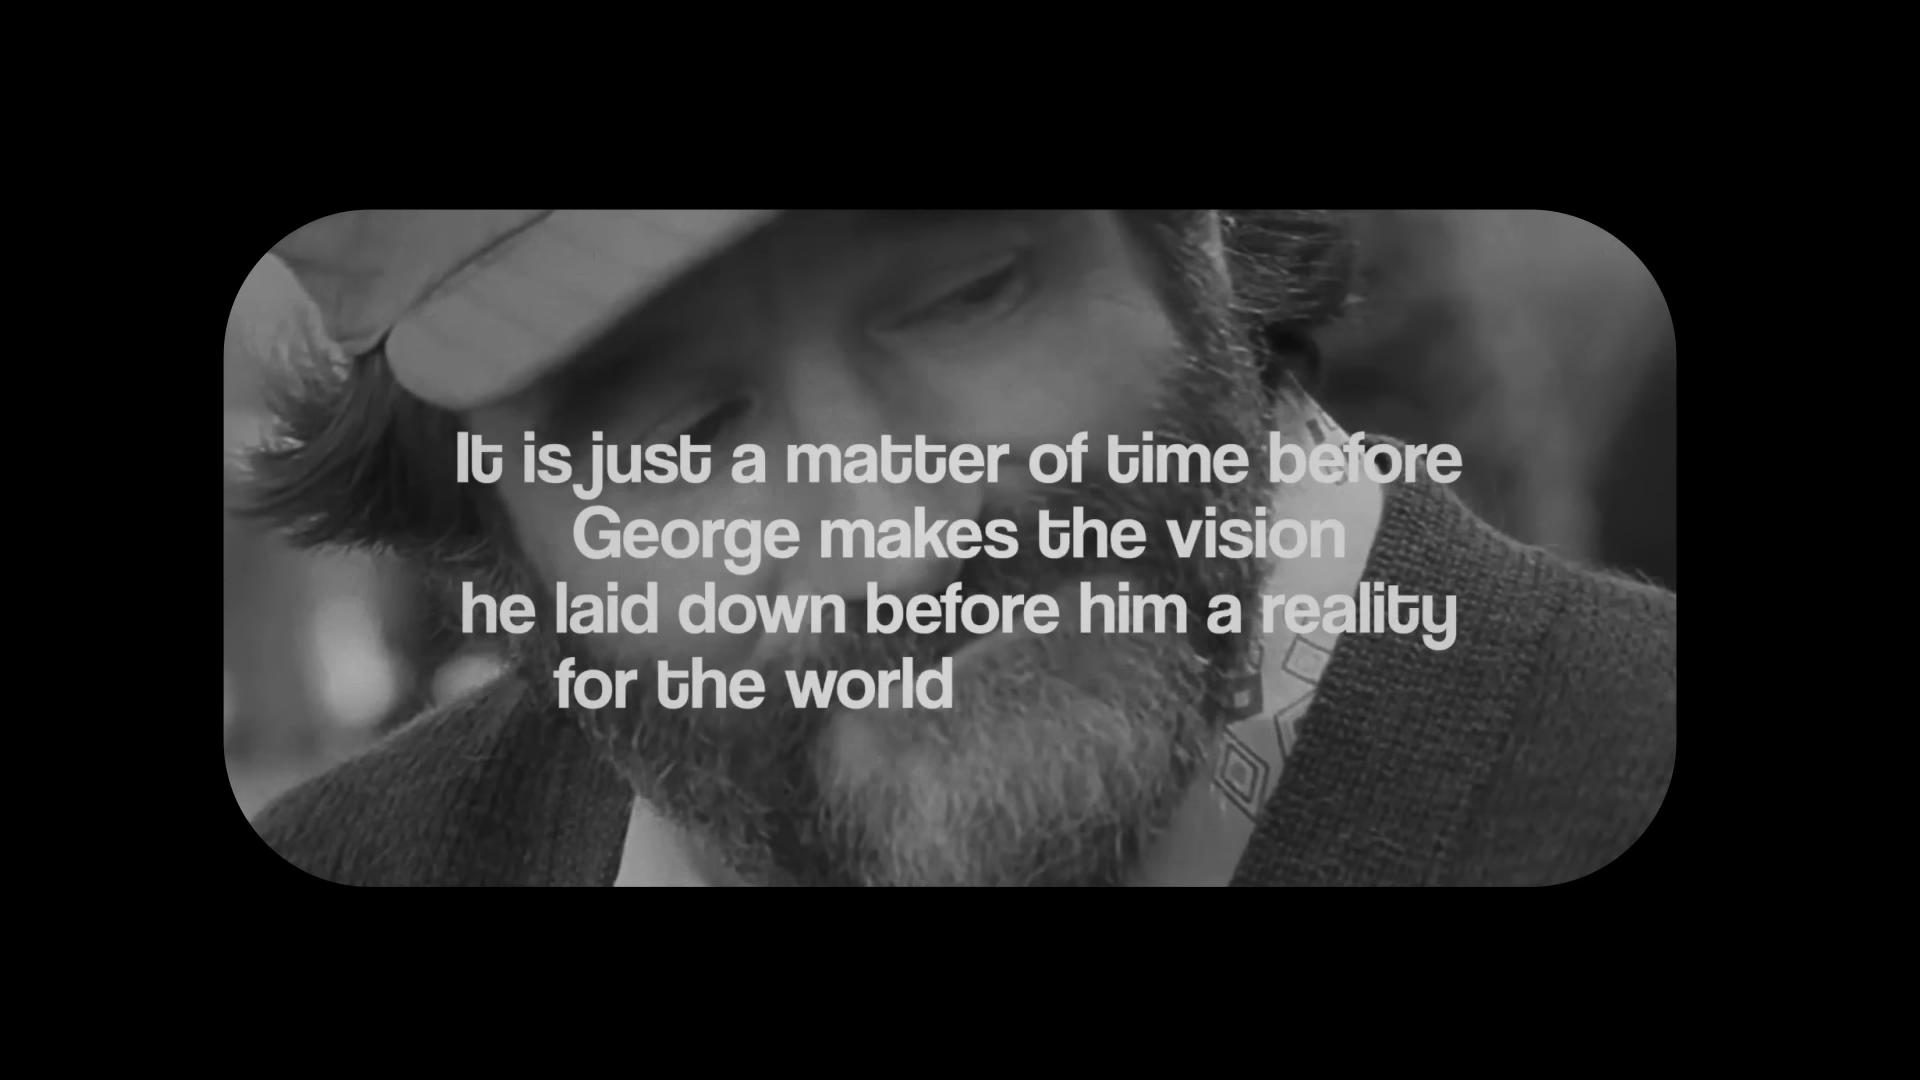 It is just a matter of time before
George makes the vision
he laid down before him a reality
for the world